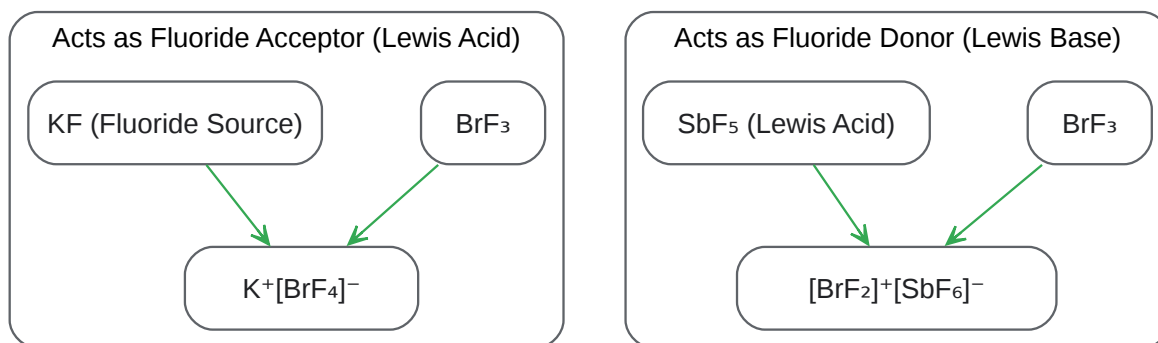 Acts as Fluoride Acceptor (Lewis Acid)
KF (Fluoride Source)
BrF₃
K⁺[BrF₄]⁻
Acts as Fluoride Donor (Lewis Base)
SbF₅ (Lewis Acid)
BrF₃
[BrF₂]⁺[SbF₆]⁻